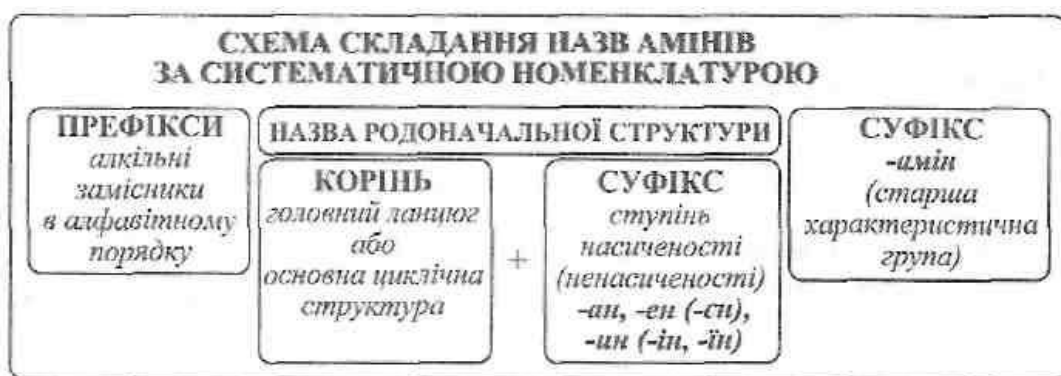 СХЕМА СКЛАДАННЯ НАЗВ АМІНІВ
ЗА СИСТЕМАТИЧНОЮ НОМЕНКЛАТУРОЮ
ПРЕФІКСИ
алкільні
замісники
в алфавітному
порядку
НАЗВА РОДОНАЧАЛЬНОЇ СТРУКТУРИ
КОРІНЬ
головний ланцюг
або
основна циклічна
структура
+
СУФІКС
ступінь
насиченості
(ненасиченості)
-ан, -ен (-єн),
-ин (-ін, -їн)
СУФІКС
-амін
(старша
характеристична
група)